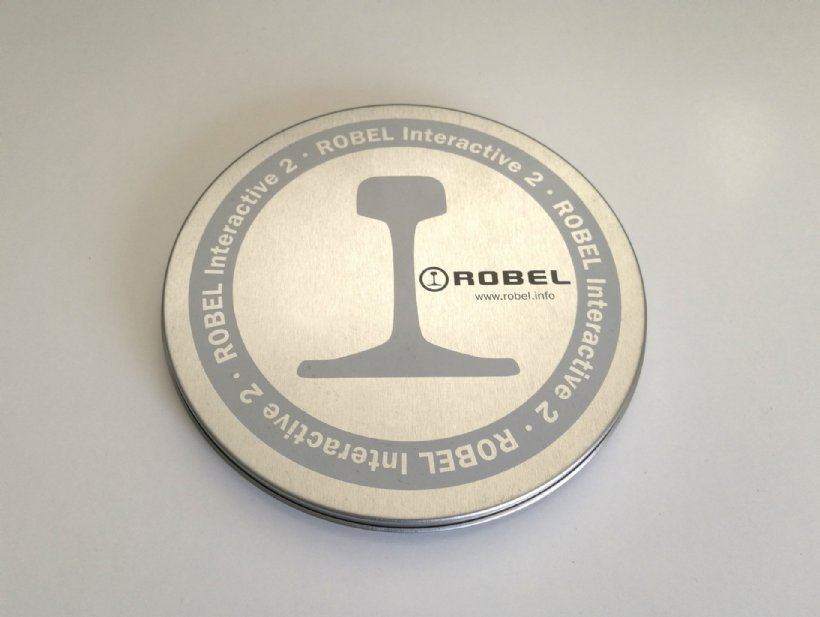 ROBEL Interactive 2 · ROBEL Interactive 2 · ROBEL Interactive 2 · ROBEL Interactive 2 ·
ROBEL
www.robel.info